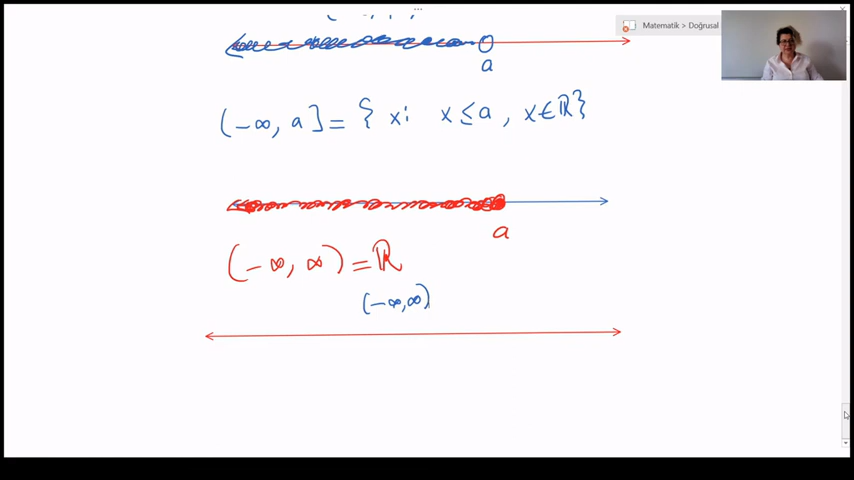 Matematik > Doğrusal
a
(-∞, a] = { x: x ≤ a, x ∈ ℝ}
a
(-∞, ∞) = ℝ
(-∞, ∞)